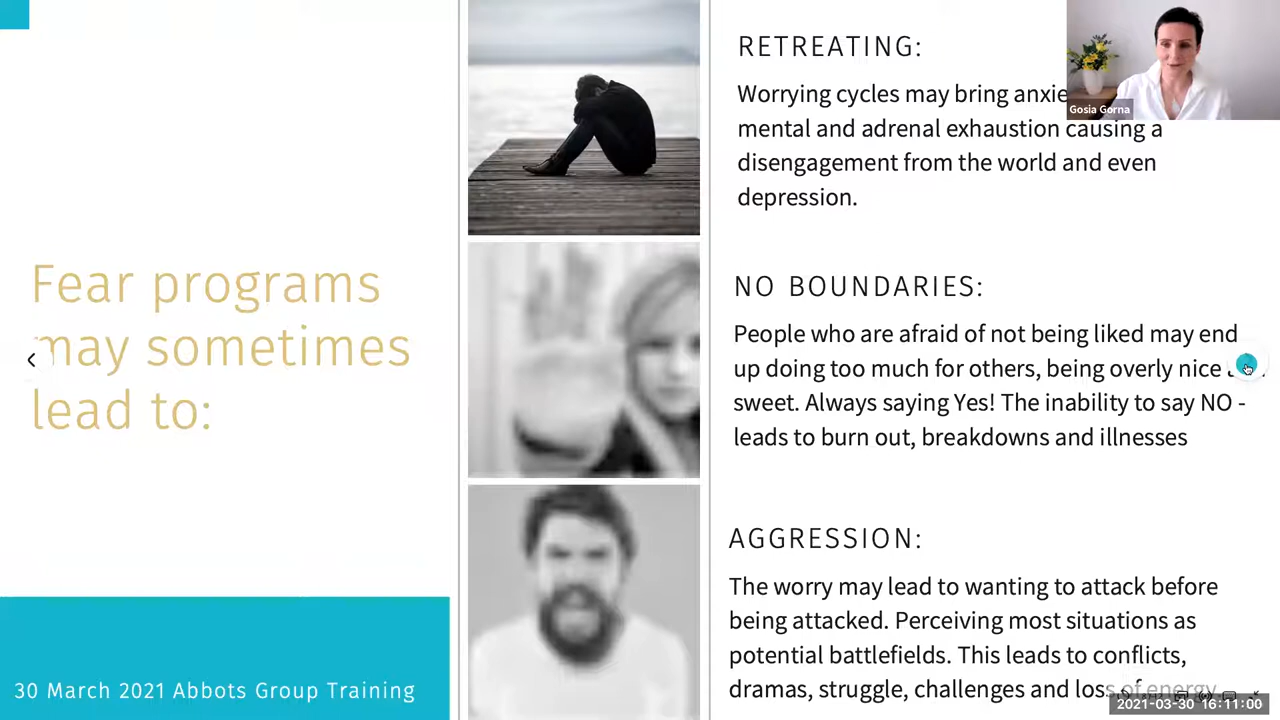 Fear programs
may sometimes
lead to:
30 March 2021 Abbots Group Training
RETREATING:
Worrying cycles may bring
mental and adrenal exhaustion causing a
disengagement from the world and even
depression.
NO BOUNDARIES:
People who are afraid of not being liked may end
up doing too much for others, being overly nice
sweet. Always saying Yes! The inability to say NO -
leads to burn out, breakdowns and illnesses
AGGRESSION:
The worry may lead to wanting to attack before
being attacked. Perceiving most situations as
potential battlefields. This leads to conflicts,
dramas, struggle, challenges and loss of energy
Gosia Gorna
2021-03-30 16:11:00